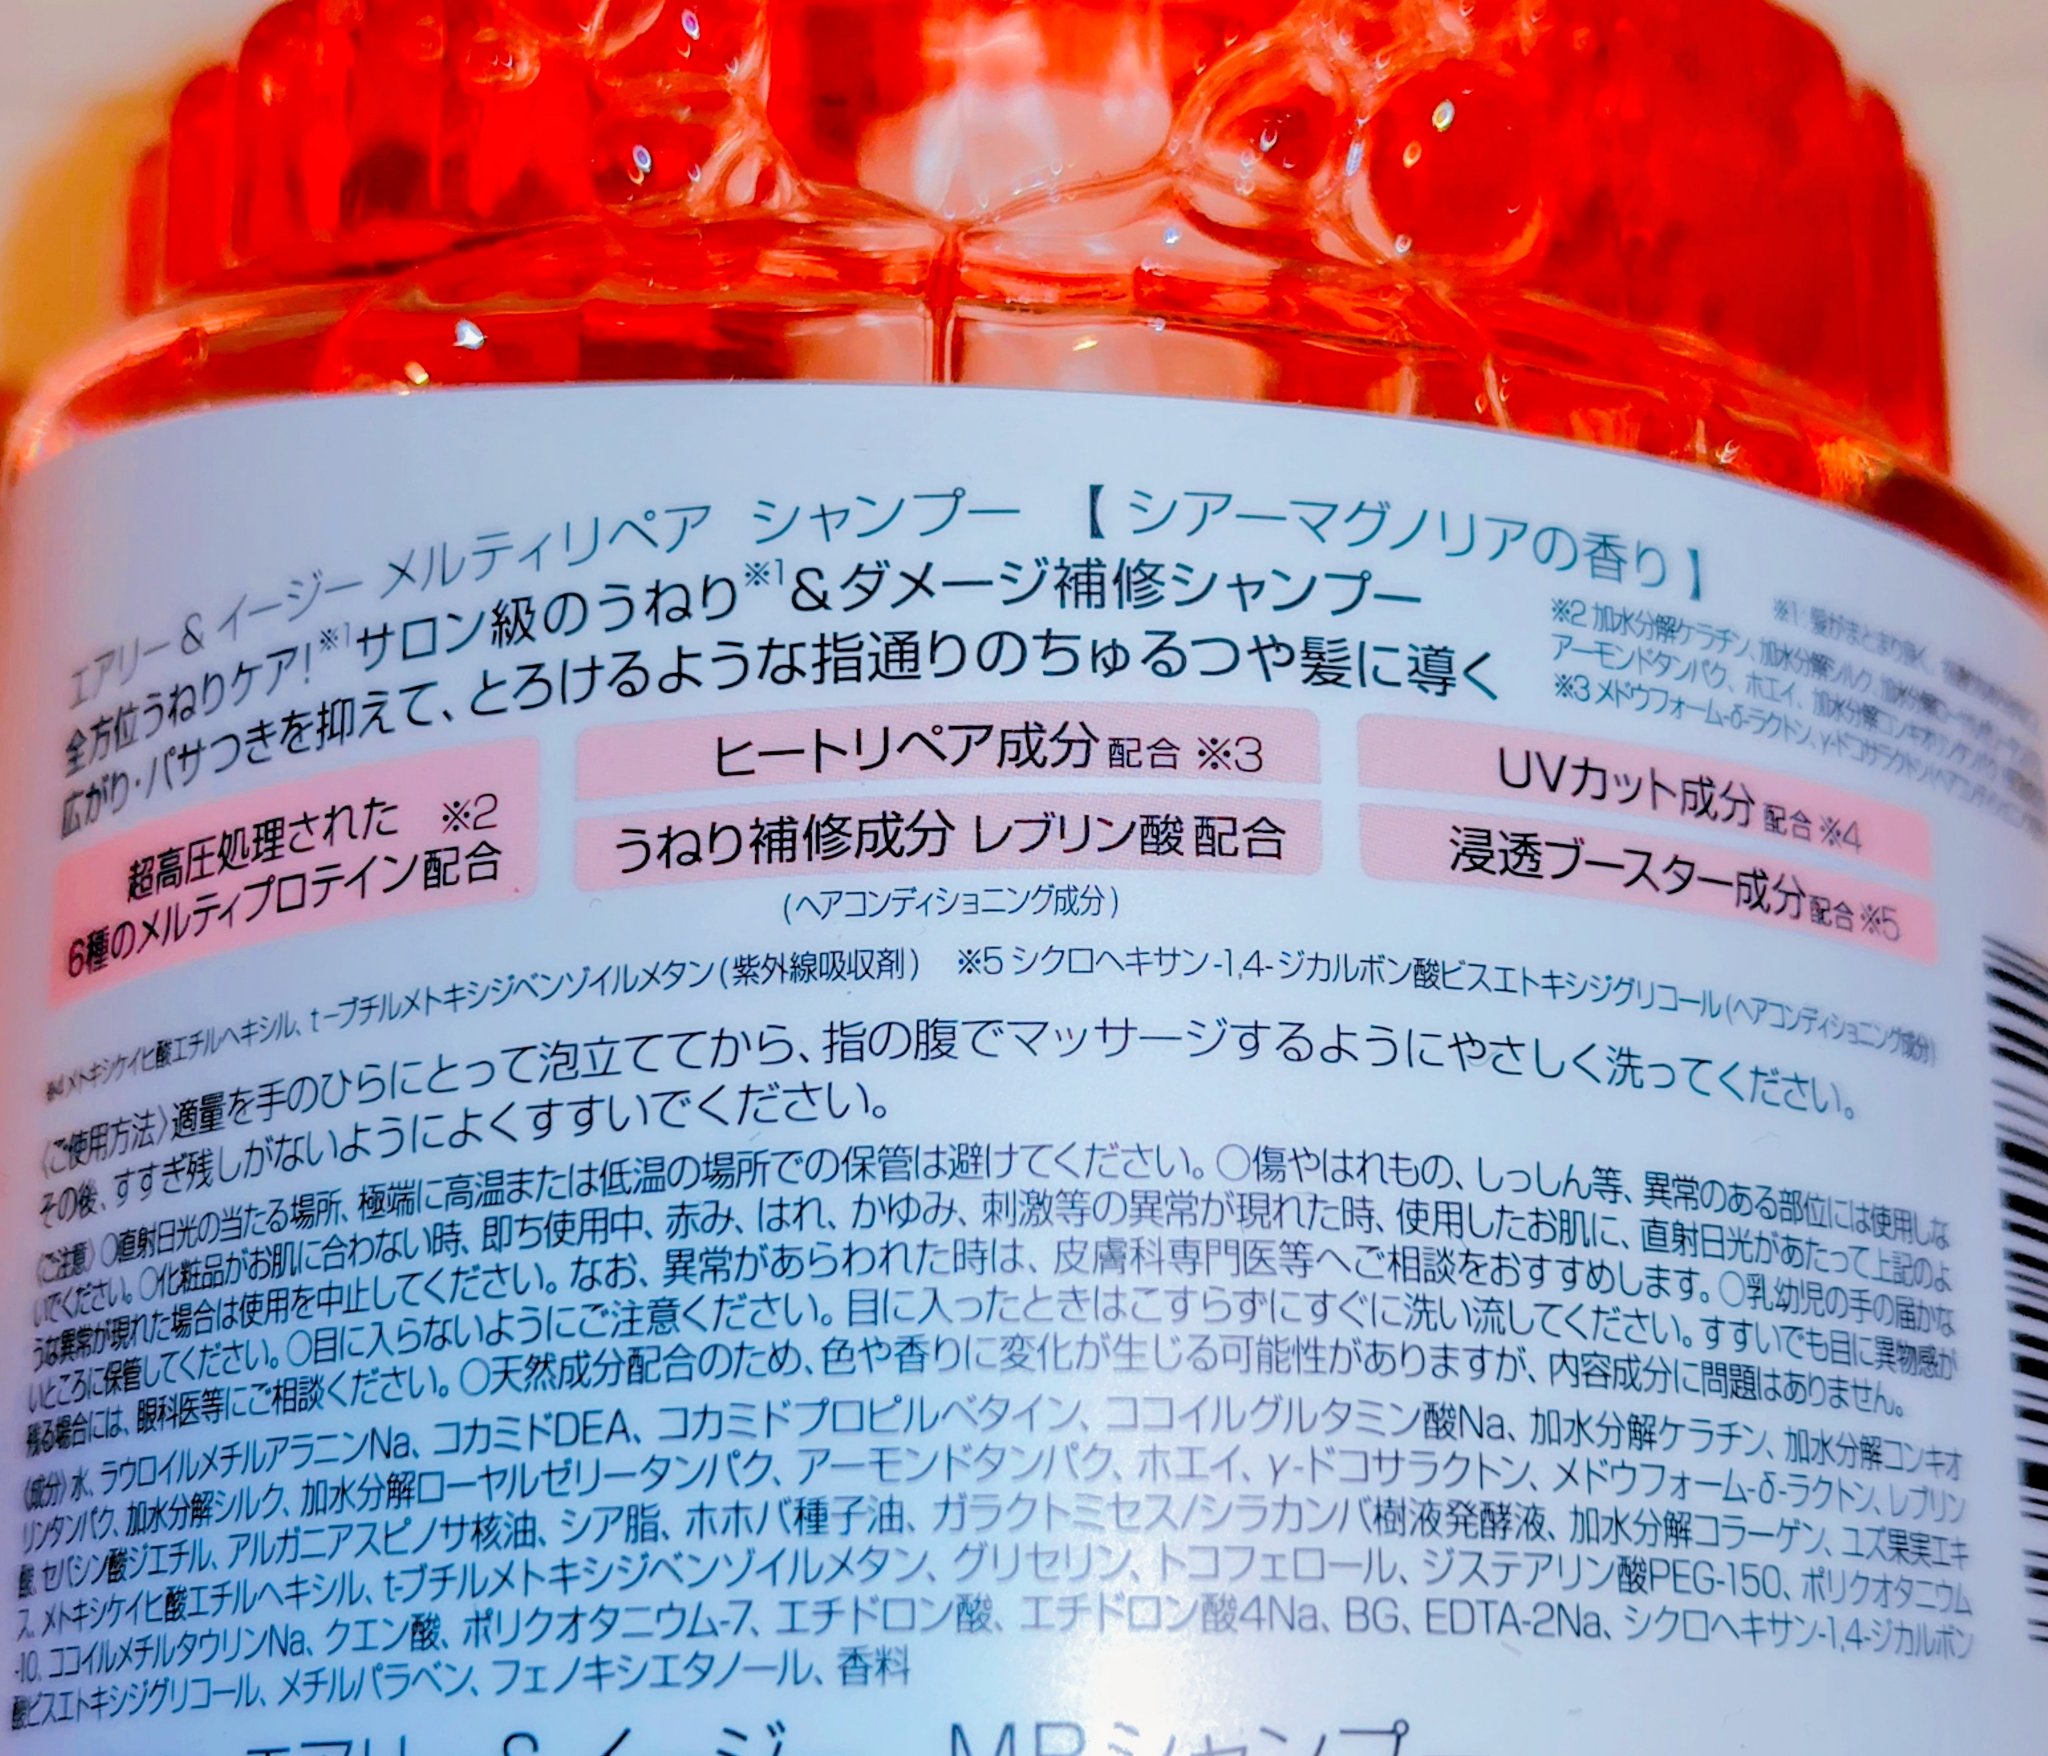 エアリー & イージー メルティリペア シャンプー 【 シアーマグノリアの香り 】
全方位うねりケア!※1サロン級のうねり※1&ダメージ補修シャンプー
広がり・パサつきを抑えて、とろけるような指通りのちゅるつや髪に導く
※1 髪がまとまり
※2 加水分解ケラチン、加水分解シルク、加水分解
アーモンドタンパク、ホエイ、加水分解コンキオリンタンパク
※3 メドウフォーム-δ-ラクトン、γ-ドコサラクトン
超高圧処理された ※2
6種のメルティプロテイン配合
ヒートリペア成分 配合 ※3
うねり補修成分 レブリン酸 配合
(ヘアコンディショニング成分)
UVカット成分 配合 ※4
浸透ブースター成分 配合 ※5
※4 メトキシケイヒ酸エチルヘキシル、t-ブチルメトキシジベンゾイルメタン(紫外線吸収剤) ※5 シクロヘキサン-1,4-ジカルボン酸ビスエトキシジグリコール(ヘアコンディショニング成分)
〈ご使用方法〉適量を手のひらにとって泡立ててから、指の腹でマッサージするようにやさしく洗ってください。
その後、すすぎ残しがないようによくすすいでください。
〈ご注意〉○直射日光の当たる場所、極端に高温または低温の場所での保管は避けてください。○傷やはれもの、しっしん等、異常のある部位には使用しな
いでください。○化粧品がお肌に合わない時、即ち使用中、赤み、はれ、かゆみ、刺激等の異常が現れた時、使用したお肌に、直射日光があたって上記のよ
うな異常が現れた場合は使用を中止してください。なお、異常があらわれた時は、皮膚科専門医等へご相談をおすすめします。○乳幼児の手の届かな
いところに保管してください。○目に入らないようにご注意ください。目に入ったときはこすらずにすぐに洗い流してください。すすいでも目に異物感が
残る場合には、眼科医等にご相談ください。○天然成分配合のため、色や香りに変化が生じる可能性がありますが、内容成分に問題はありません。
〈成分〉水、ラウロイルメチルアラニンNa、コカミドDEA、コカミドプロピルベタイン、ココイルグルタミン酸Na、加水分解ケラチン、加水分解コンキオ
リンタンパク、加水分解シルク、加水分解ローヤルゼリータンパク、アーモンドタンパク、ホエイ、γ-ドコサラクトン、メドウフォーム-δ-ラクトン、レブリン
酸、セバシン酸ジエチル、アルガニアスピノサ核油、シア脂、ホホバ種子油、ガラクトミセス/シラカンバ樹液発酵液、加水分解コラーゲン、ユズ果実エキ
ス、メトキシケイヒ酸エチルヘキシル、t-ブチルメトキシジベンゾイルメタン、グリセリン、トコフェロール、ジステアリン酸PEG-150、ポリクオタニウム
-10、ココイルメチルタウリンNa、クエン酸、ポリクオタニウム-7、エチドロン酸、エチドロン酸4Na、BG、EDTA-2Na、シクロヘキサン-1,4-ジカルボン
酸ビスエトキシジグリコール、メチルパラベン、フェノキシエタノール、香料
エアリー & イージー MRシャンプー